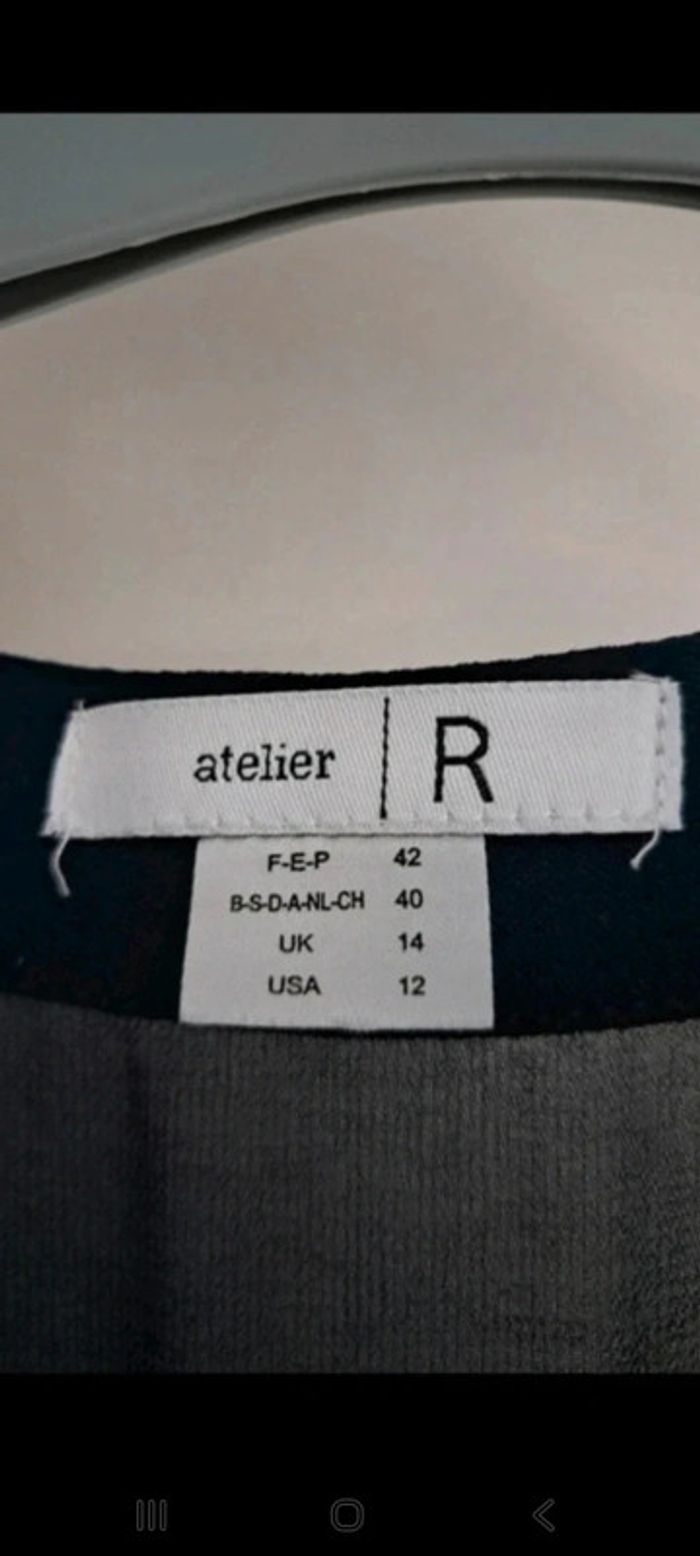 atelier | R
F-E-P 42
B-S-D-A-NL-CH 40
UK 14
USA 12